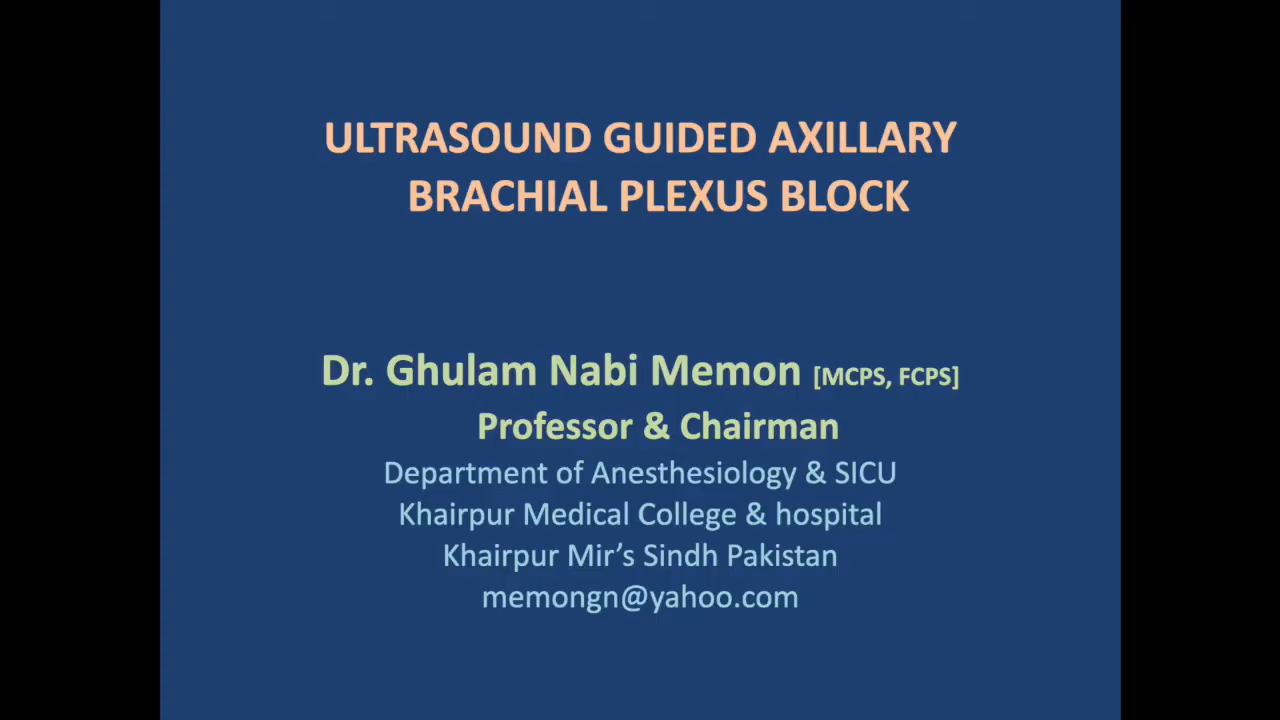 ULTRASOUND GUIDED AXILLARY
BRACHIAL PLEXUS BLOCK
Dr. Ghulam Nabi Memon [MCPS, FCPS]
Professor & Chairman
Department of Anesthesiology & SICU
Khairpur Medical College & hospital
Khairpur Mir’s Sindh Pakistan
memongn@yahoo.com